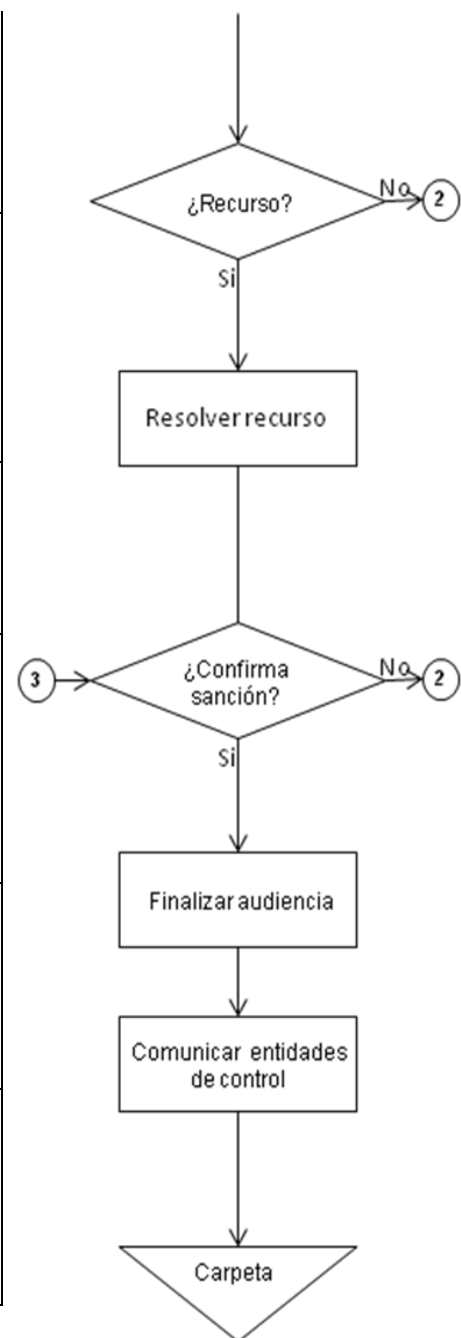 ¿Recurso?
No
2
Si
Resolver recurso
3
¿Confirma
sanción?
No
2
Si
Finalizar audiencia
Comunicar entidades
de control
Carpeta